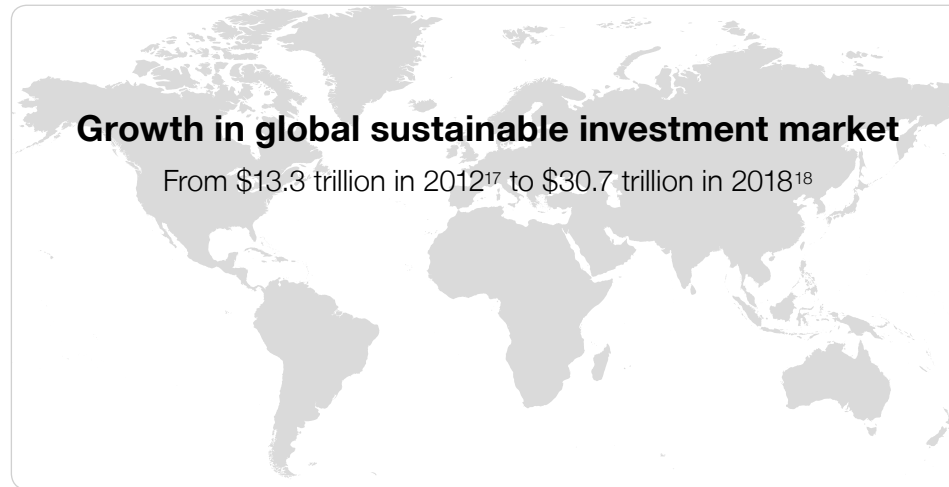 Growth in global sustainable investment market
From $13.3 trillion in 2012¹⁷ to $30.7 trillion in 2018¹⁸